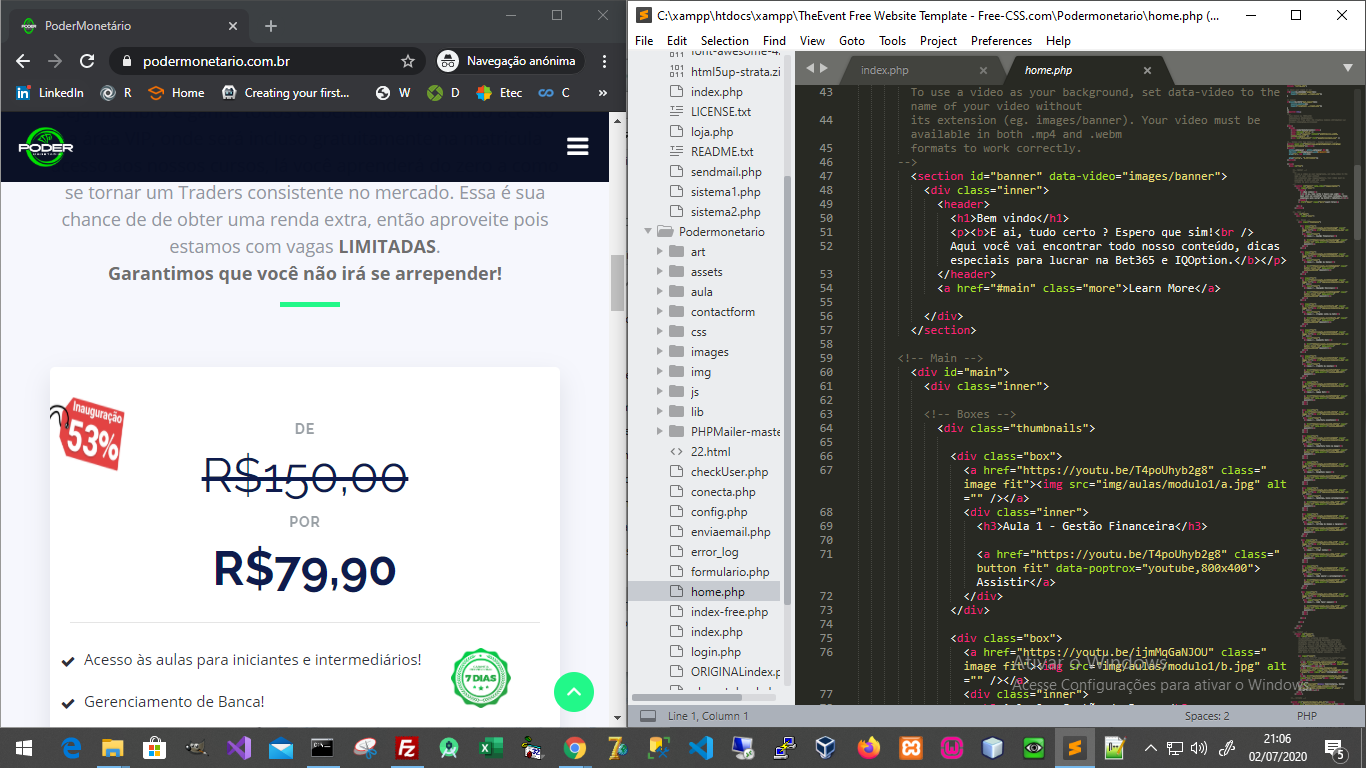 PoderMonetário
podermonetario.com.br
Navegação anónima
LinkedIn
R
Home
Creating your first...
W
D
Etec
C
»
PODER
se tornar um Traders consistente no mercado. Essa é sua
chance de de obter uma renda extra, então aproveite pois
estamos com vagas LIMITADAS.
Garantimos que você não irá se arrepender!
Inauguração
53%
DE
R$150,00
POR
R$79,90
Acesso às aulas para iniciantes e intermediários!
7 DIAS
Gerenciamento de Banca!
C:\xampp\htdocs\xampp\TheEvent Free Website Template - Free-CSS.com\Podermonetario\home.php (...
File Edit Selection Find View Goto Tools Project Preferences Help
font-awesome-4.
html5up-strata.zi
index.php
LICENSE.txt
loja.php
README.txt
sendmail.php
sistema1.php
sistema2.php
Podermonetario
art
assets
aula
contactform
css
images
img
js
lib
PHPMailer-maste
22.html
checkUser.php
conecta.php
config.php
enviaemail.php
error_log
formulario.php
home.php
index-free.php
index.php
login.php
ORIGINALindex.p
index.php
home.php
43 To use a video as your background, set data-video to the
name of your video without
44 its extension (eg. images/banner). Your video must be
available in both .mp4 and .webm
45 formats to work correctly.
46 -->
47 <section id="banner" data-video="images/banner">
48 <div class="inner">
49 <header>
50 <h1>Bem vindo</h1>
51 <p><b>E ai, tudo certo ? Espero que sim!<br />
52 Aqui você vai encontrar todo nosso conteúdo, dicas
especiais para lucrar na Bet365 e IQOption.</b></p>
53 </header>
54 <a href="#main" class="more">Learn More</a>
55
56 </div>
57 </section>
58
59 <!-- Main -->
60 <div id="main">
61 <div class="inner">
62
63 <!-- Boxes -->
64 <div class="thumbnails">
65
66 <div class="box">
67 <a href="https://youtu.be/T4poUhyb2g8" class="
image fit"><img src="img/aulas/modulo1/a.jpg" alt
="" /></a>
68 <div class="inner">
69 <h3>Aula 1 - Gestão Financeira</h3>
70
71 <a href="https://youtu.be/T4poUhyb2g8" class="
button fit" data-poptrox="youtube,800x400">
Assistir</a>
72 </div>
73 </div>
74
75 <div class="box">
76 <a href="https://youtu.be/ijmMqGaNJOU" class="
image fit"><img src="img/aulas/modulo1/b.jpg" alt
="" /></a>
77 <div class="inner">
Ativar o Windows
Acesse Configurações para ativar o Windows.
Line 1, Column 1
Spaces: 2
PHP
21:06
02/07/2020
5